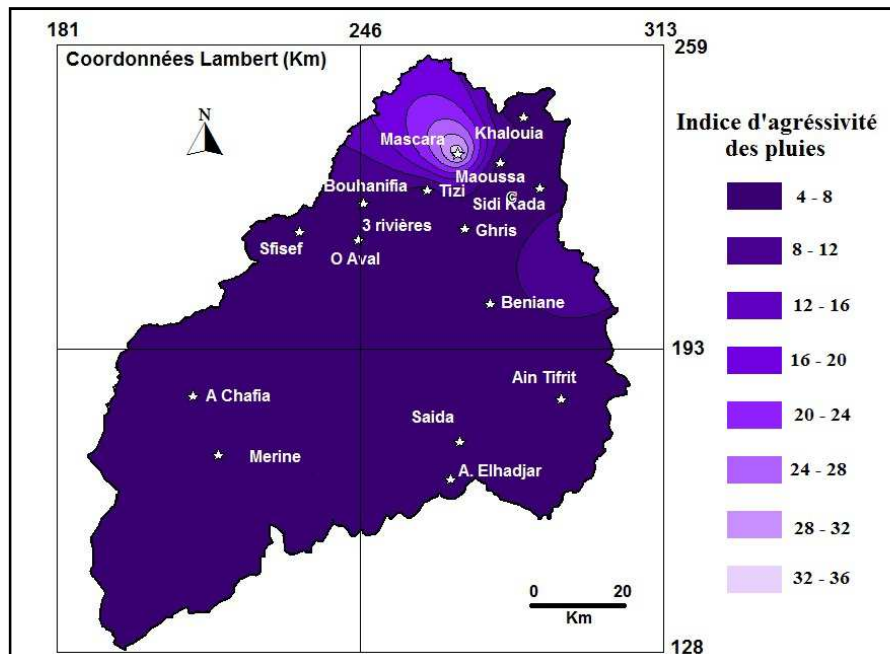 181 246 313
259
Coordonnées Lambert (Km)
N
Mascara
Khalouia
Maoussa
Bouhanifia
Tizi
Sidi Kada
3 rivières
Ghris
Sfisef
O Aval
Beniane
193
A Chafia
Ain Tifrit
Saida
Merine
A. Elhadjar
0 20
Km
128
Indice d'agréssivité
des pluies
4 - 8
8 - 12
12 - 16
16 - 20
20 - 24
24 - 28
28 - 32
32 - 36